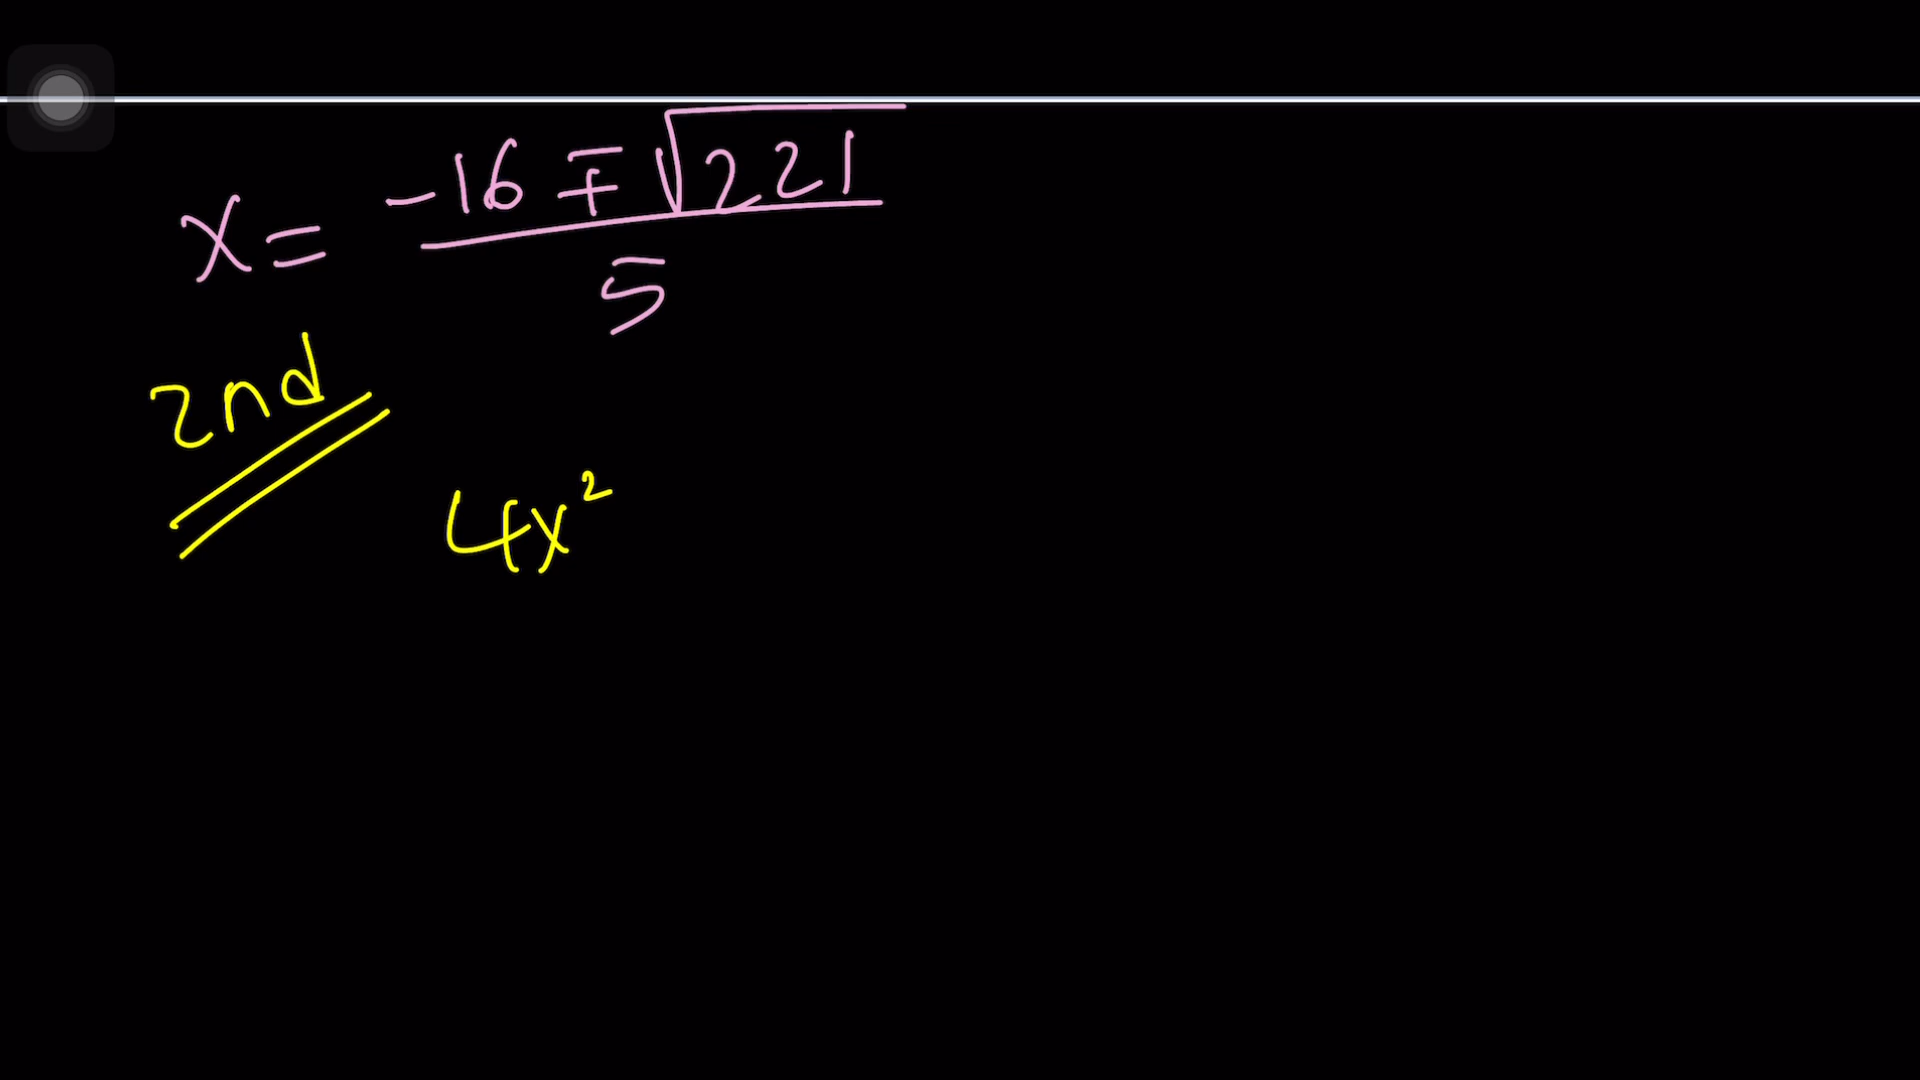 x = (-16 ∓ √221) / 5
2nd
4x²